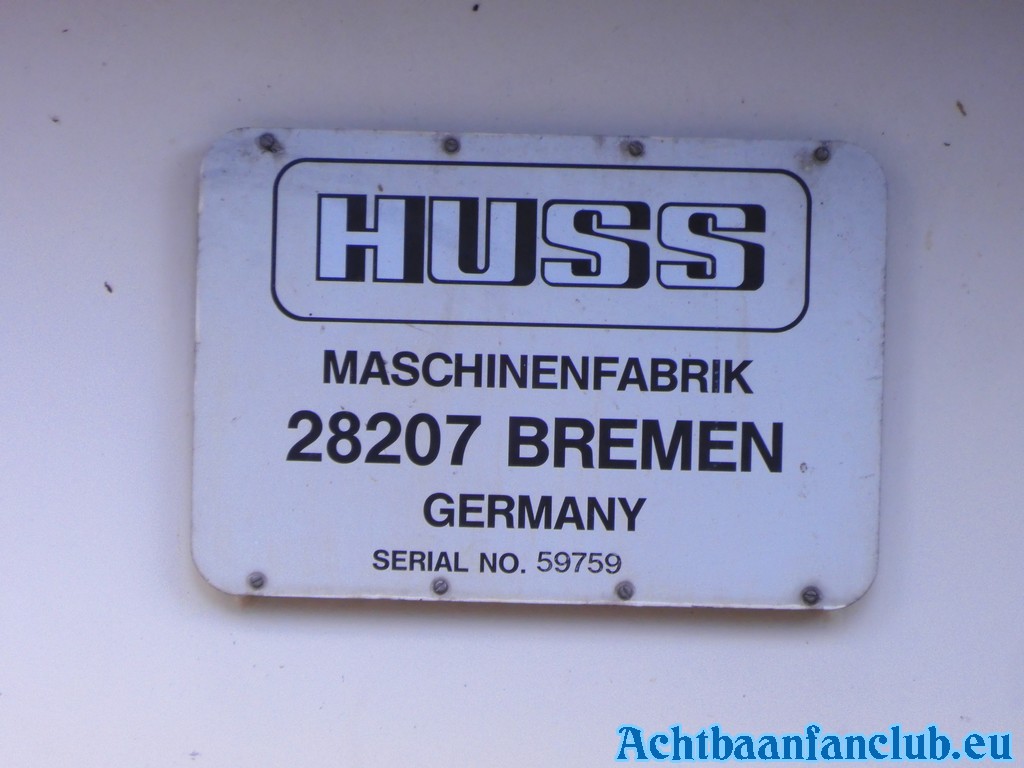 HUSS
MASCHINENFABRIK
28207 BREMEN
GERMANY
SERIAL NO. 59759
Achtbaanfanclub.eu